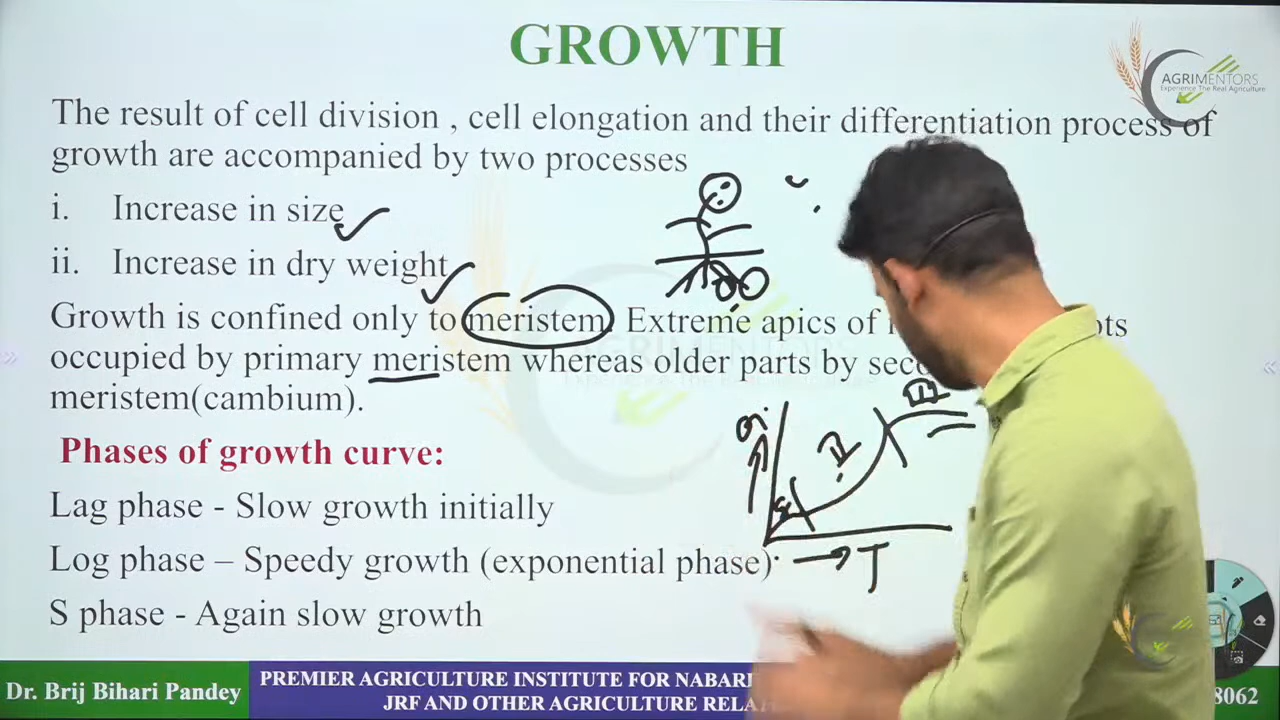 GROWTH
AGRIMENTORS
Experience The Real Agriculture
The result of cell division , cell elongation and their differentiation process of
growth are accompanied by two processes
i. Increase in size
ii. Increase in dry weight
Growth is confined only to meristem. Extreme apics of
occupied by primary meristem whereas older parts by
meristem(cambium).
Phases of growth curve:
Lag phase - Slow growth initially
Log phase – Speedy growth (exponential phase)
S phase - Again slow growth
II
III
T
Dr. Brij Bihari Pandey
PREMIER AGRICULTURE INSTITUTE FOR
JRF AND OTHER AGRICULTURE
8062